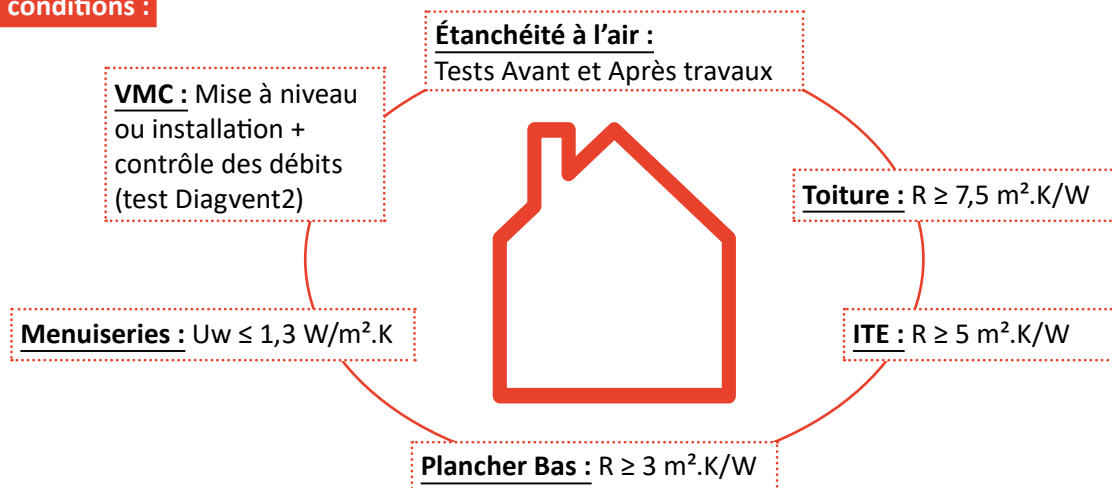 conditions :
Étanchéité à l’air :
Tests Avant et Après travaux
VMC : Mise à niveau
ou installation +
contrôle des débits
(test Diagvent2)
Toiture : R ≥ 7,5 m².K/W
Menuiseries : Uw ≤ 1,3 W/m².K
ITE : R ≥ 5 m².K/W
Plancher Bas : R ≥ 3 m².K/W